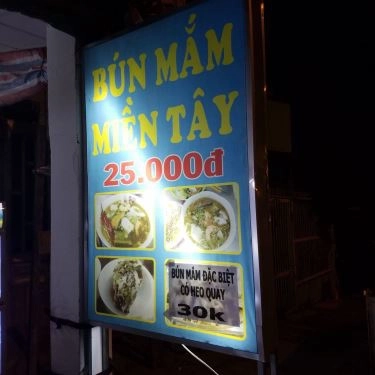 BÚN MẮM
MIỀN TÂY
25.000đ
BÚN MẮM ĐẶC BIỆT
CÓ HEO QUAY
30k